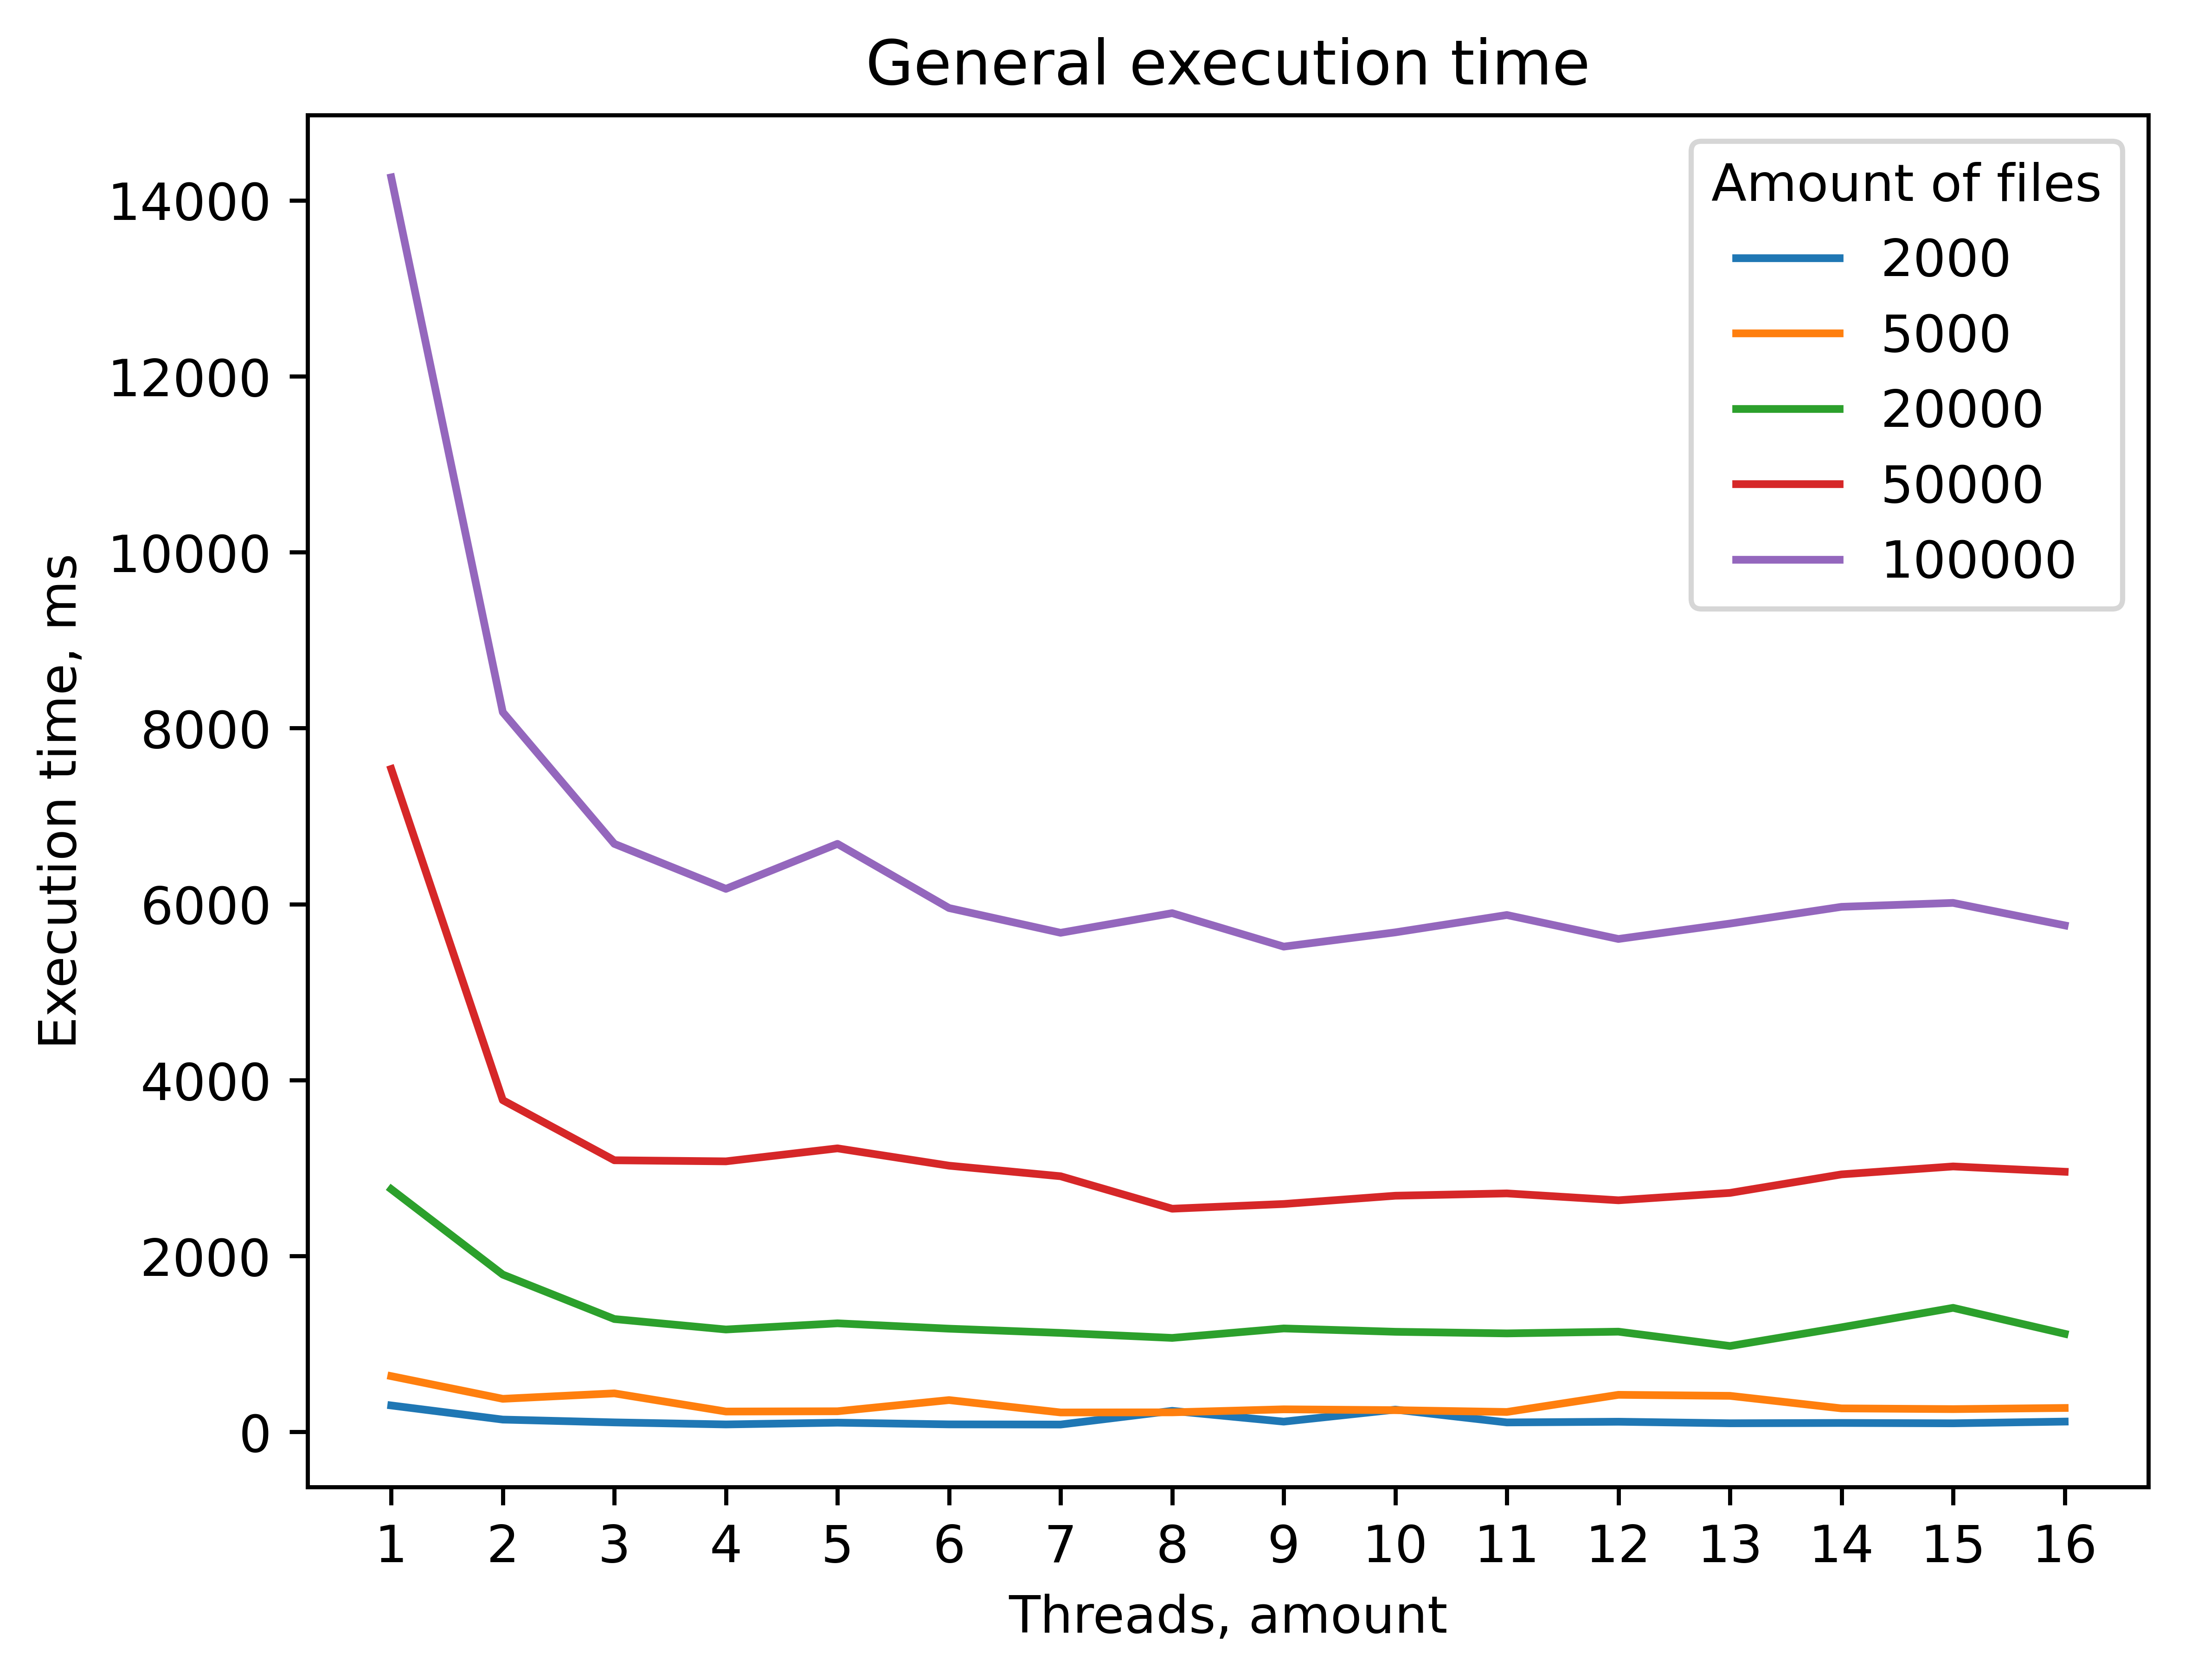 General execution time
Amount of files
2000
5000
20000
50000
100000
Execution time, ms
14000
12000
10000
8000
6000
4000
2000
0
1 2 3 4 5 6 7 8 9 10 11 12 13 14 15 16
Threads, amount